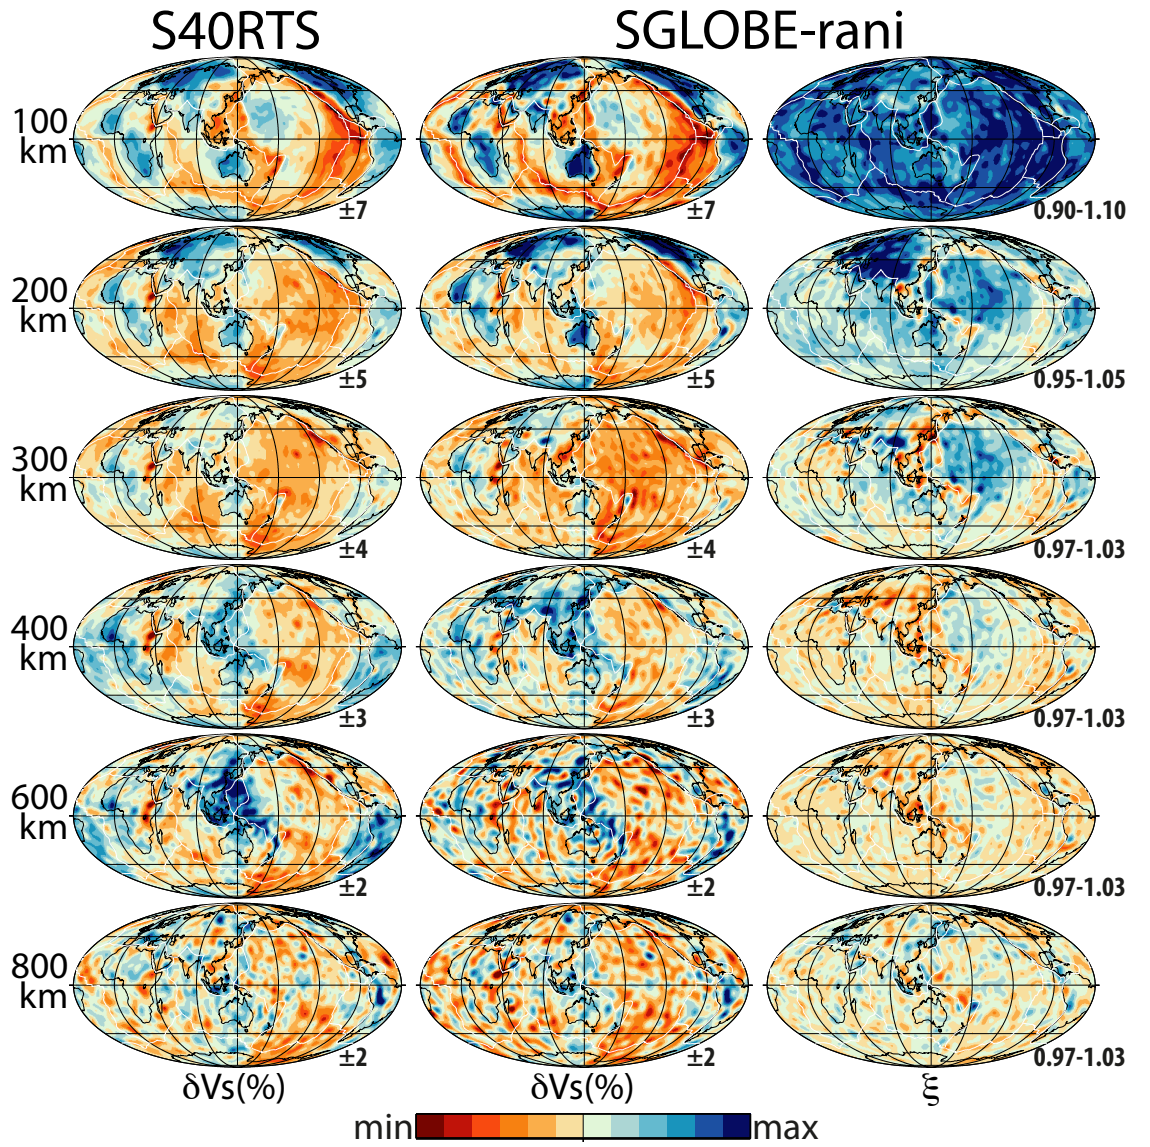 S40RTS SGLOBE-rani
100 km
±7 ±7 0.90-1.10
200 km
±5 ±5 0.95-1.05
300 km
±4 ±4 0.97-1.03
400 km
±3 ±3 0.97-1.03
600 km
±2 ±2 0.97-1.03
800 km
±2 ±2 0.97-1.03
δVs(%) δVs(%) ξ
min max